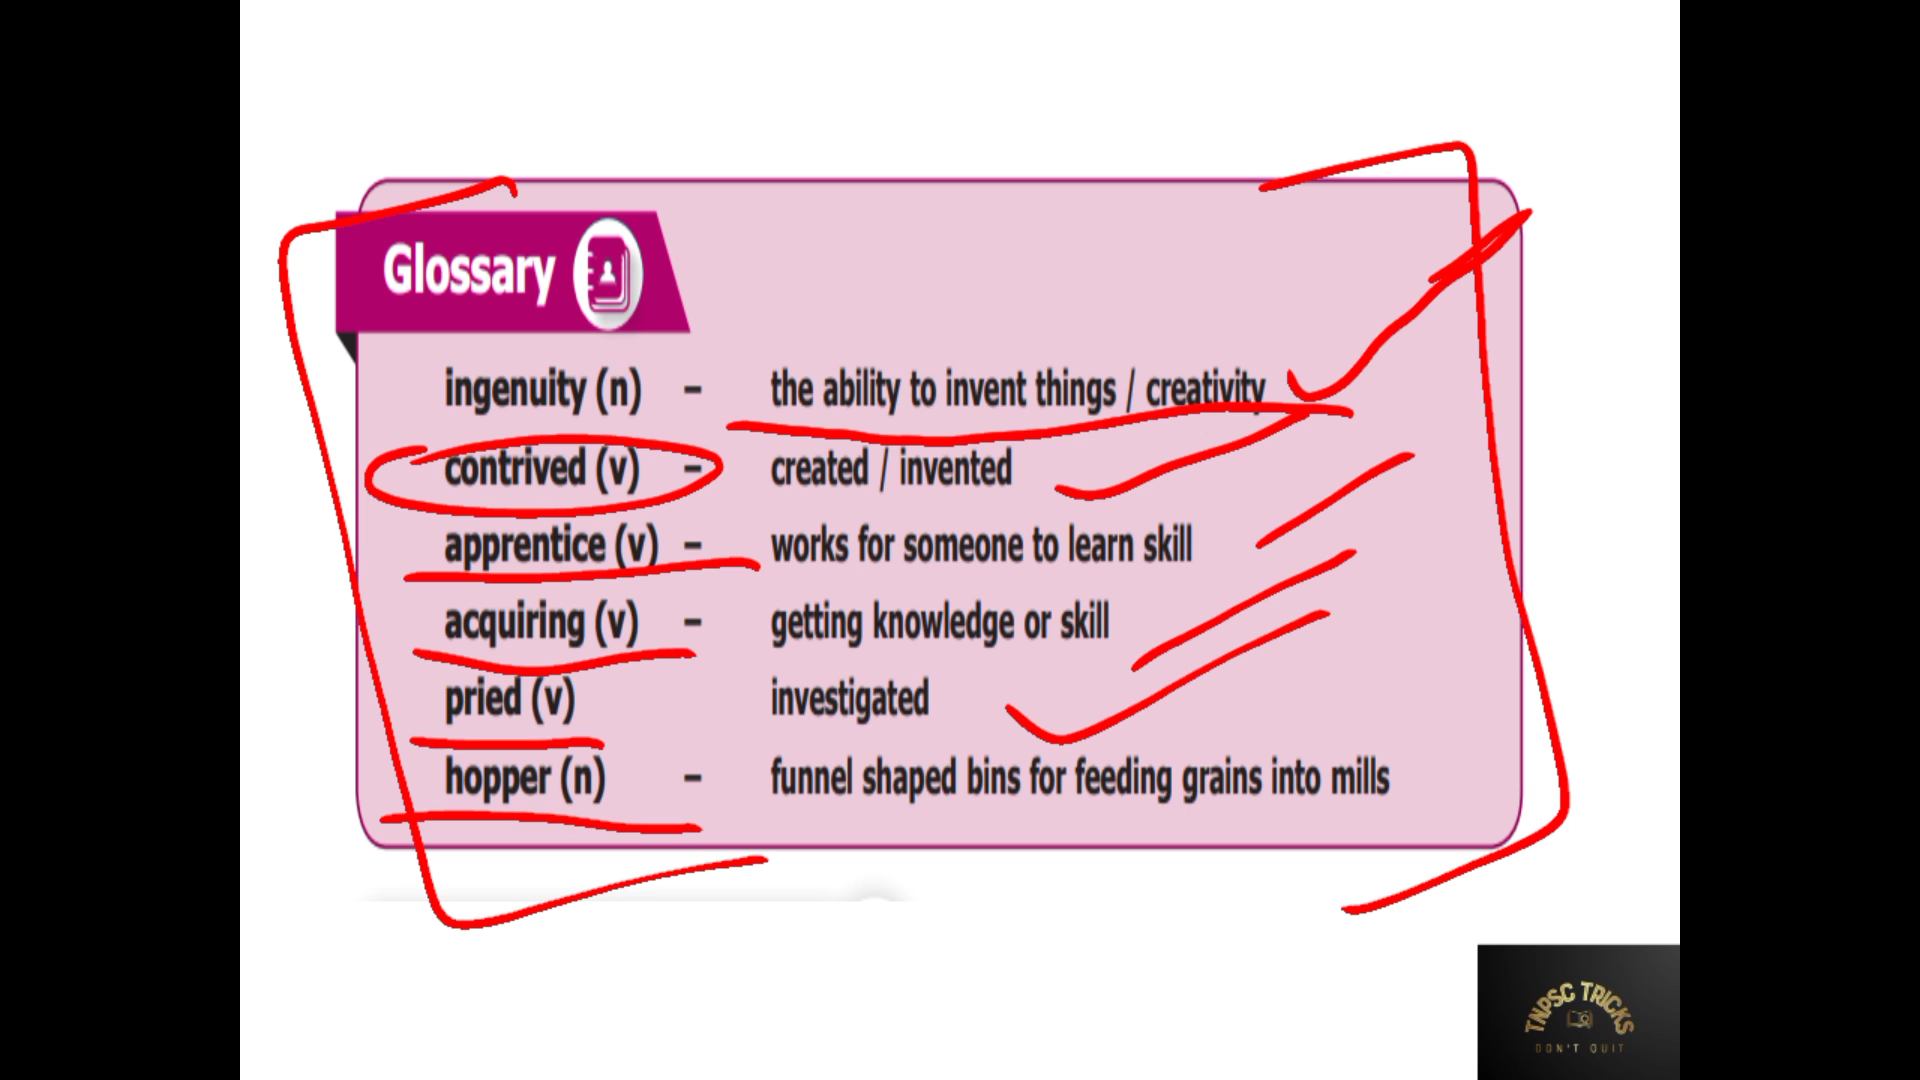 Glossary
ingenuity (n) – the ability to invent things / creativity
contrived (v) – created / invented
apprentice (v) – works for someone to learn skill
acquiring (v) – getting knowledge or skill
pried (v) investigated
hopper (n) – funnel shaped bins for feeding grains into mills
TNPSC TRICKS
DON'T QUIT